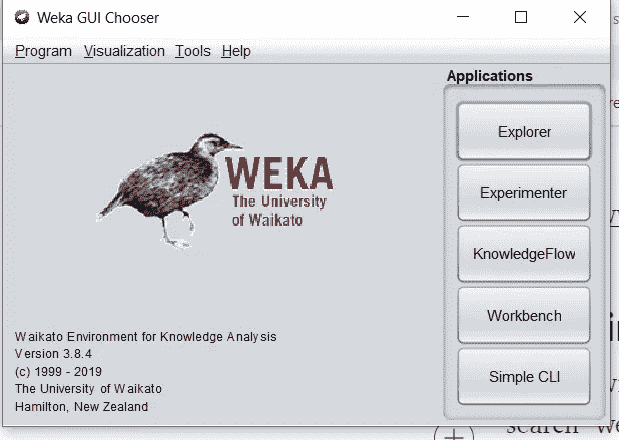 Weka GUI Chooser
Program Visualization Tools Help
Applications
Explorer
Experimenter
KnowledgeFlow
Workbench
Simple CLI
WEKA
The University
of Waikato
Waikato Environment for Knowledge Analysis
Version 3.8.4
(c) 1999 - 2019
The University of Waikato
Hamilton, New Zealand
search